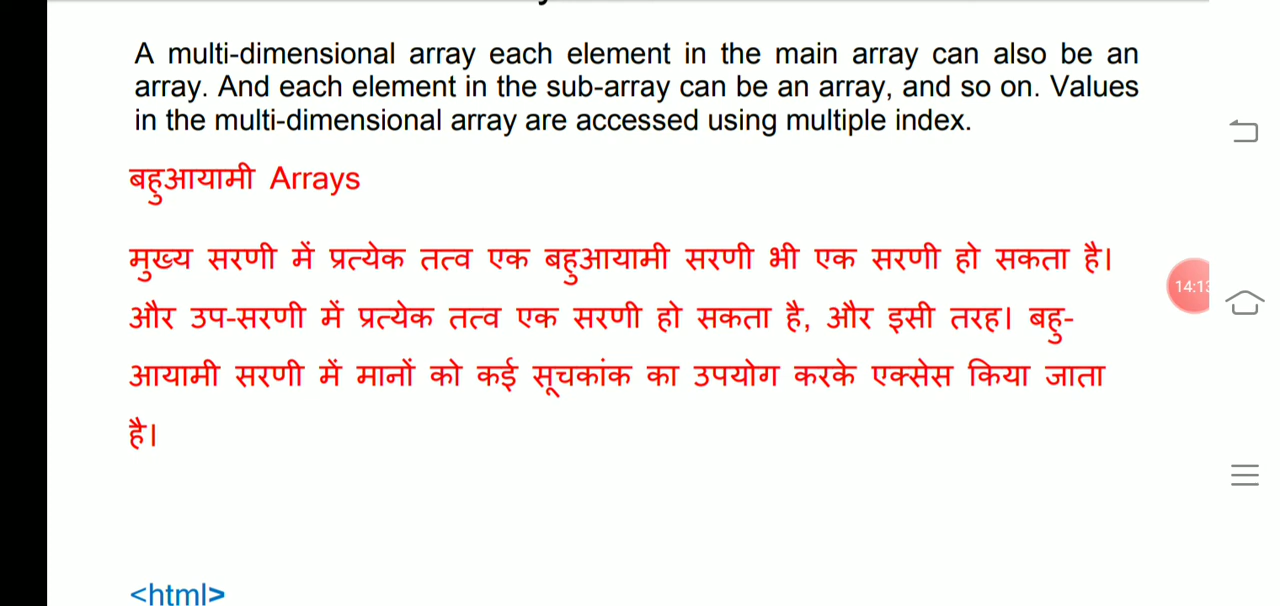 A multi-dimensional array each element in the main array can also be an
array. And each element in the sub-array can be an array, and so on. Values
in the multi-dimensional array are accessed using multiple index.
बहुआयामी Arrays
मुख्य सरणी में प्रत्येक तत्व एक बहुआयामी सरणी भी एक सरणी हो सकता है।
और उप-सरणी में प्रत्येक तत्व एक सरणी हो सकता है, और इसी तरह। बहु-
आयामी सरणी में मानों को कई सूचकांक का उपयोग करके एक्सेस किया जाता
है।
<html>